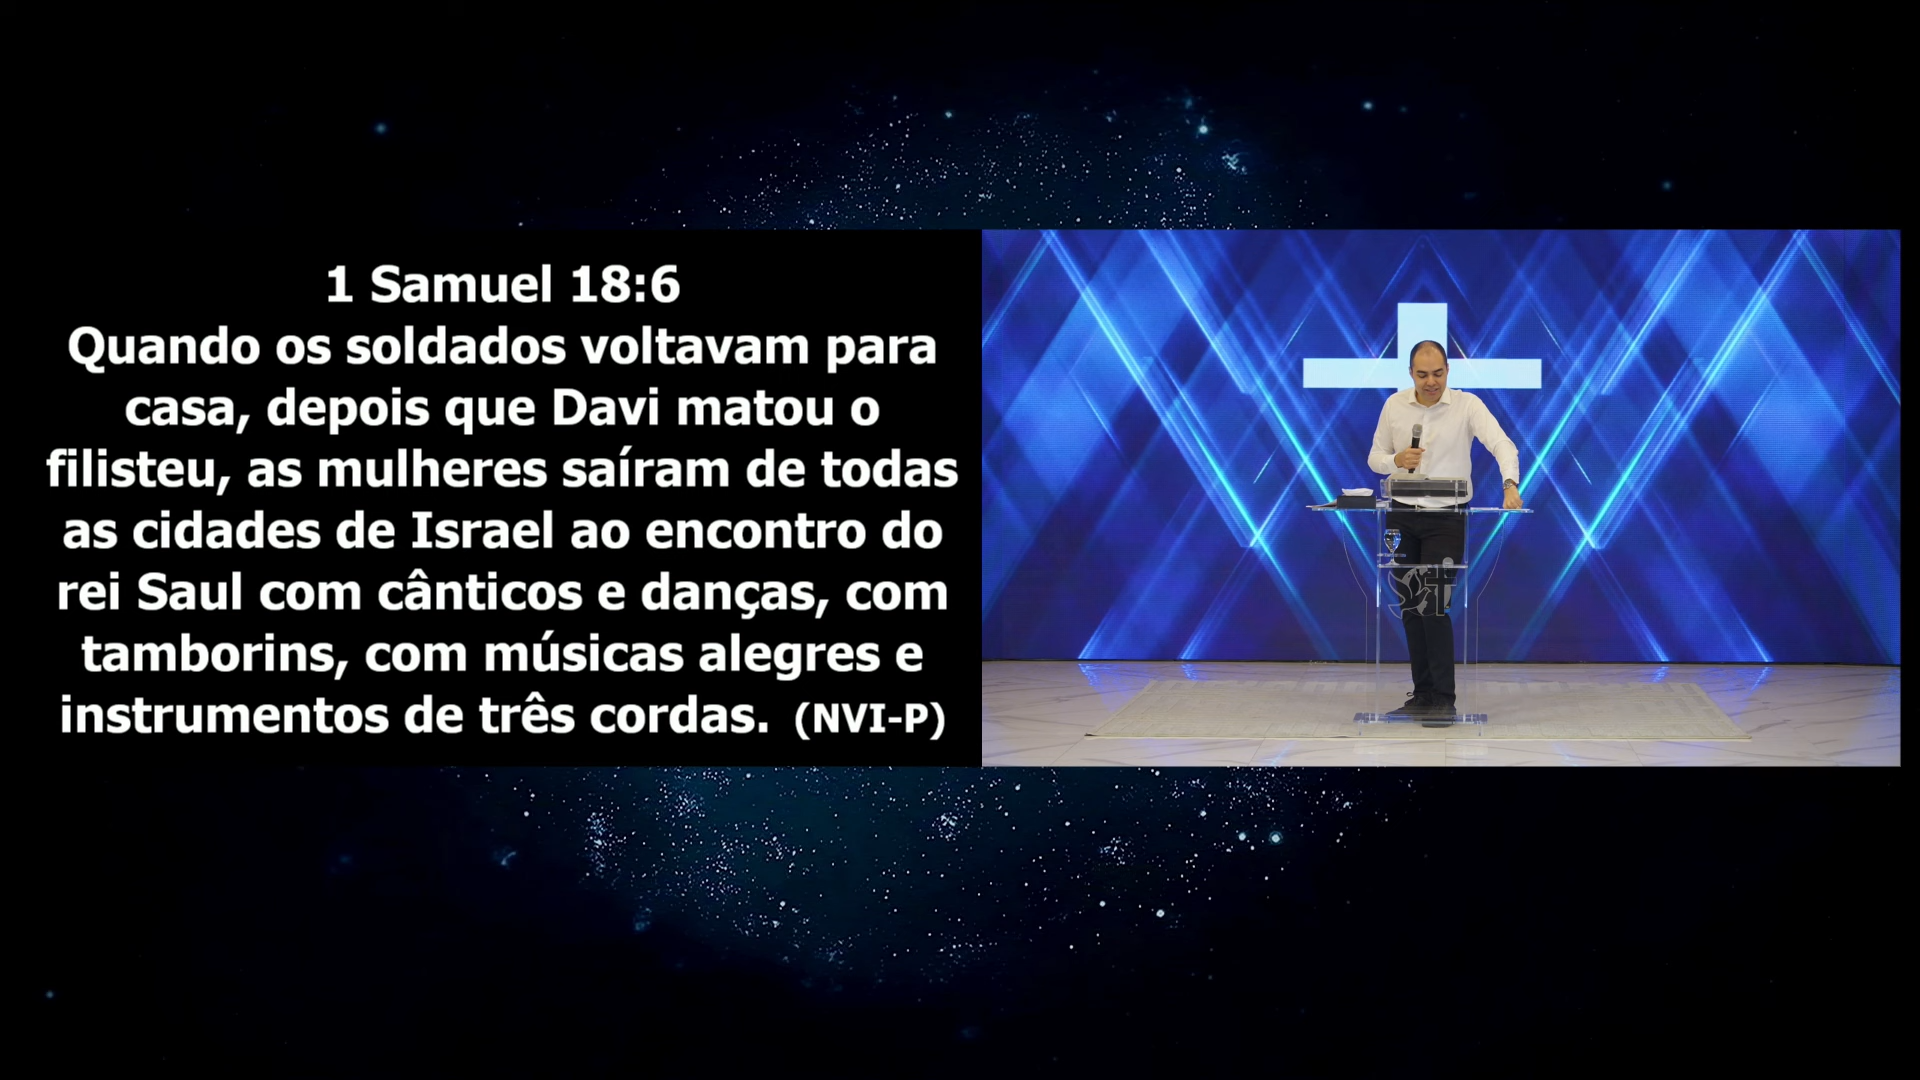 1 Samuel 18:6
Quando os soldados voltavam para
casa, depois que Davi matou o
filisteu, as mulheres saíram de todas
as cidades de Israel ao encontro do
rei Saul com cânticos e danças, com
tamborins, com músicas alegres e
instrumentos de três cordas. (NVI-P)